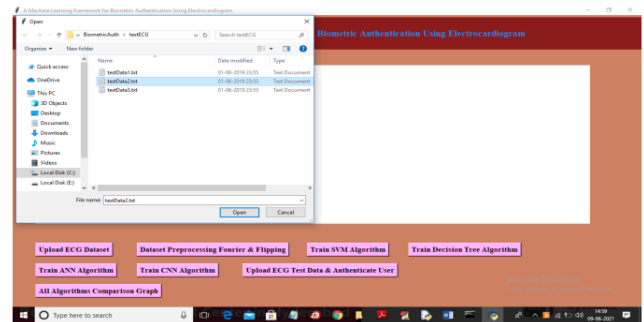 A Machine Learning Framework for Biometric Authentication Using Electrocardiogram
Open
BiometricAuth > testECG
Search testECG
Biometric Authentication Using Electrocardiogram
Organize
New folder
Name
Date modified
Type
Quick access
OneDrive
This PC
3D Objects
Desktop
Documents
Downloads
Music
Pictures
Videos
Local Disk (C:)
Local Disk (E:)
testData1.txt 01-06-2019 23:55 Text Document
testData2.txt 01-06-2019 23:55 Text Document
testData3.txt 01-06-2019 23:55 Text Document
File name: testData2.txt
Open
Cancel
Upload ECG Dataset
Dataset Preprocessing Fourier & Flipping
Train SVM Algorithm
Train Decision Tree Algorithm
Train ANN Algorithm
Train CNN Algorithm
Upload ECG Test Data & Authenticate User
All Algorithms Comparison Graph
Type here to search
14:59
09-06-2021